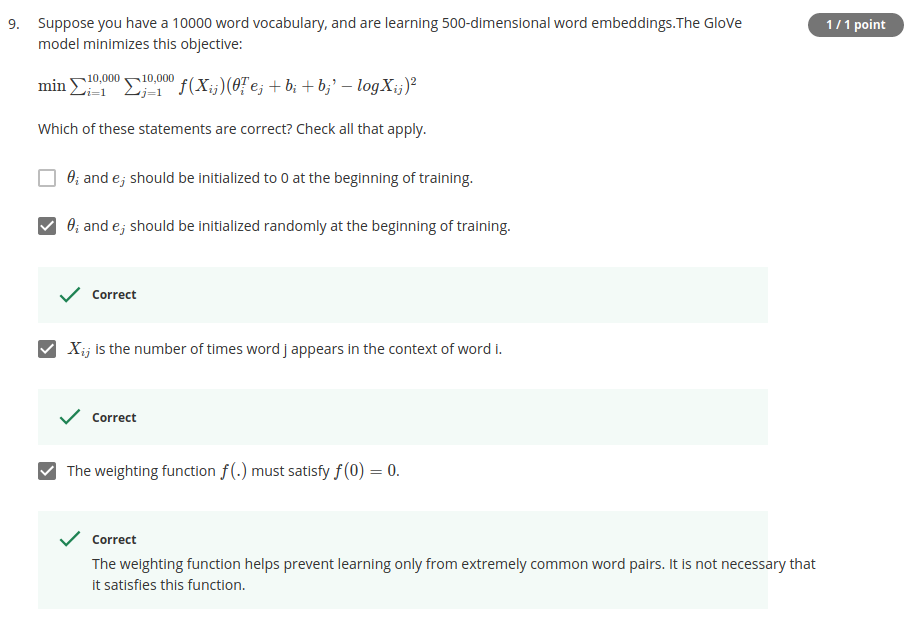 9. Suppose you have a 10000 word vocabulary, and are learning 500-dimensional word embeddings.The GloVe
model minimizes this objective:
1 / 1 point
min ∑_{i=1}^{10,000} ∑_{j=1}^{10,000} f(X_{ij})(θ_i^T e_j + b_i + b_j’ − logX_{ij})²
Which of these statements are correct? Check all that apply.
θ_i and e_j should be initialized to 0 at the beginning of training.
θ_i and e_j should be initialized randomly at the beginning of training.
Correct
X_{ij} is the number of times word j appears in the context of word i.
Correct
The weighting function f(.) must satisfy f(0) = 0.
Correct
The weighting function helps prevent learning only from extremely common word pairs. It is not necessary that
it satisfies this function.